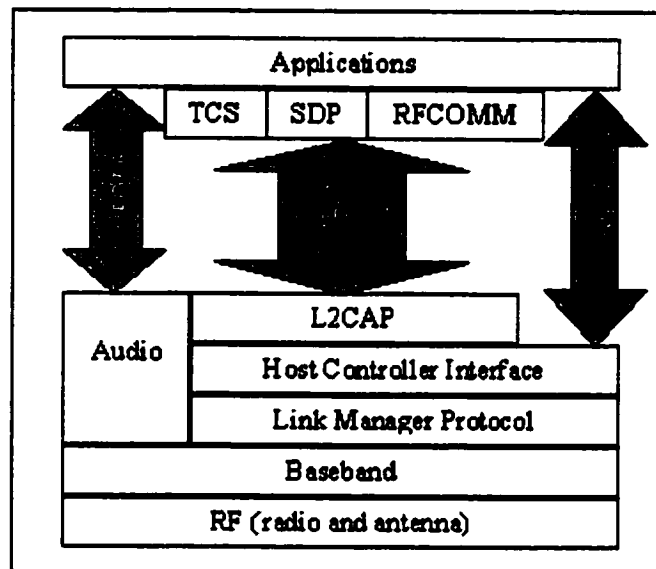 Applications
TCS SDP RFCOMM
L2CAP
Audio
Host Controller Interface
Link Manager Protocol
Baseband
RF (radio and antenna)